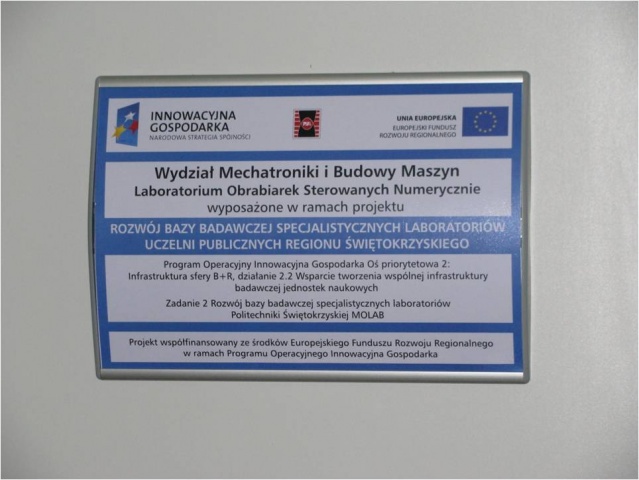 INNOWACYJNA
GOSPODARKA
NARODOWA STRATEGIA SPÓJNOŚCI
UNIA EUROPEJSKA
EUROPEJSKI FUNDUSZ
ROZWOJU REGIONALNEGO
Wydział Mechatroniki i Budowy Maszyn
Laboratorium Obrabiarek Sterowanych Numerycznie
wyposażone w ramach projektu
ROZWÓJ BAZY BADAWCZEJ SPECJALISTYCZNYCH LABORATORIÓW
UCZELNI PUBLICZNYCH REGIONU ŚWIĘTOKRZYSKIEGO
Program Operacyjny Innowacyjna Gospodarka Oś priorytetowa 2:
Infrastruktura sfery B+R, działanie 2.2 Wsparcie tworzenia wspólnej infrastruktury
badawczej jednostek naukowych
Zadanie 2 Rozwój bazy badawczej specjalistycznych laboratoriów
Politechniki Świętokrzyskiej MOLAB
Projekt współfinansowany ze środków Europejskiego Funduszu Rozwoju Regionalnego
w ramach Programu Operacyjnego Innowacyjna Gospodarka